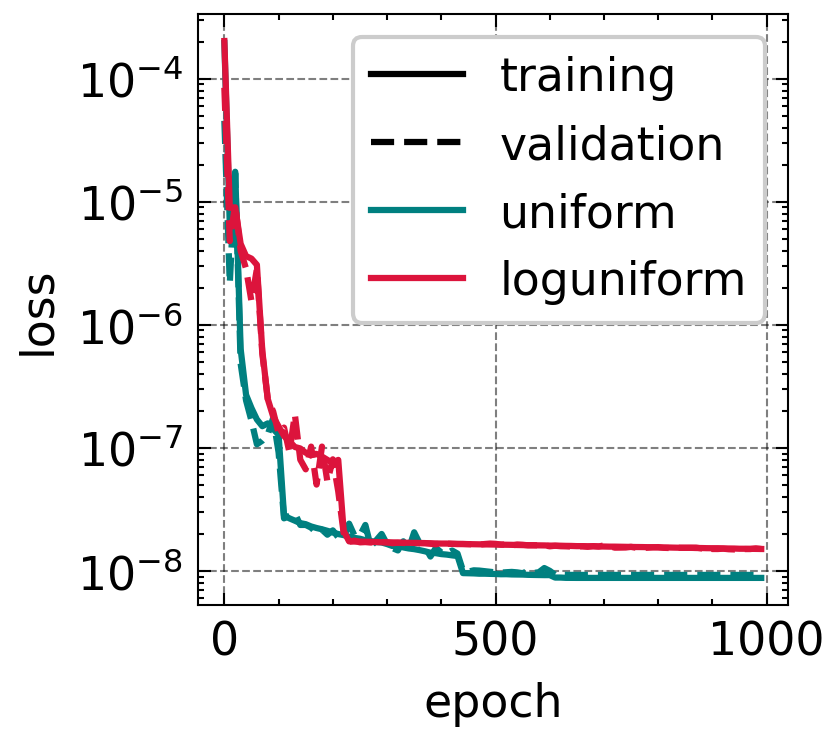 training
validation
uniform
loguniform
10⁻⁴
10⁻⁵
10⁻⁶
10⁻⁷
10⁻⁸
loss
0 500 1000
epoch